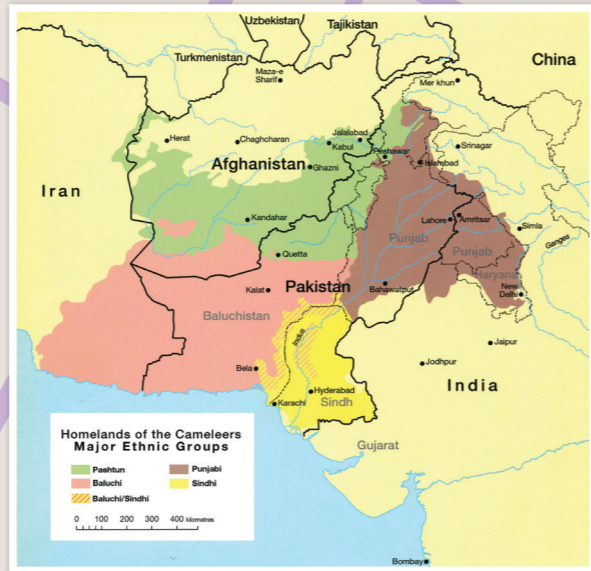 Uzbekistan
Tajikistan
Turkmenistan
China
Maza-e
Sharif
Mer khun
Herat
Chaghcharan
Jalalabad
Kabul
Peshawar
Islamabad
Srinagar
Afghanistan
Ghazni
Iran
Kandahar
Lahore
Amritsar
Simla
Punjab
Punjab
Ganges
Quetta
Haryana
Kalat
Pakistan
Bahawalpur
New
Delhi
Baluchistan
Indus
Jaipur
Jodhpur
Bela
India
Hyderabad
Karachi
Sindh
Gujarat
Homelands of the Cameleers
Major Ethnic Groups
Pashtun
Punjabi
Baluchi
Sindhi
Baluchi/Sindhi
0 100 200 300 400 kilometres
Bombay